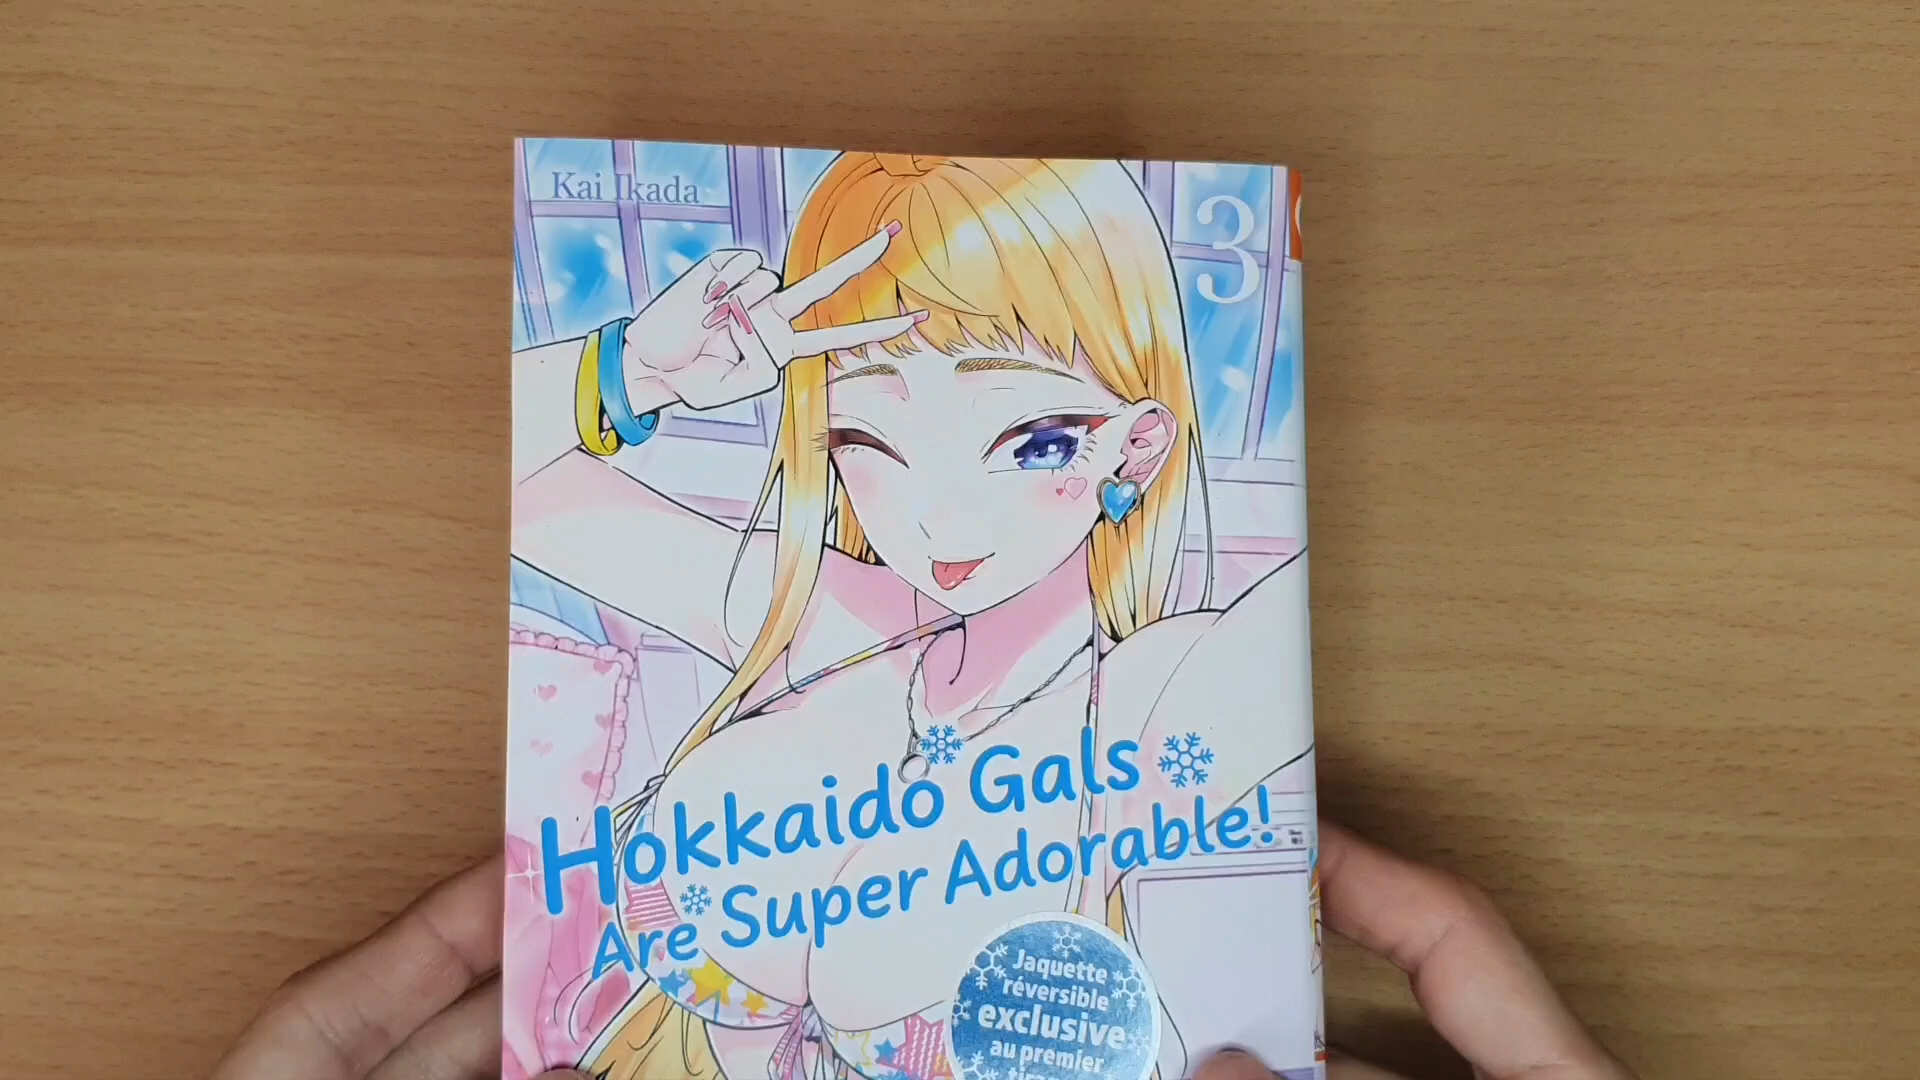 Kai Ikada
3
Hokkaido Gals
Are Super Adorable!
Jaquette
réversible
exclusive
au premier